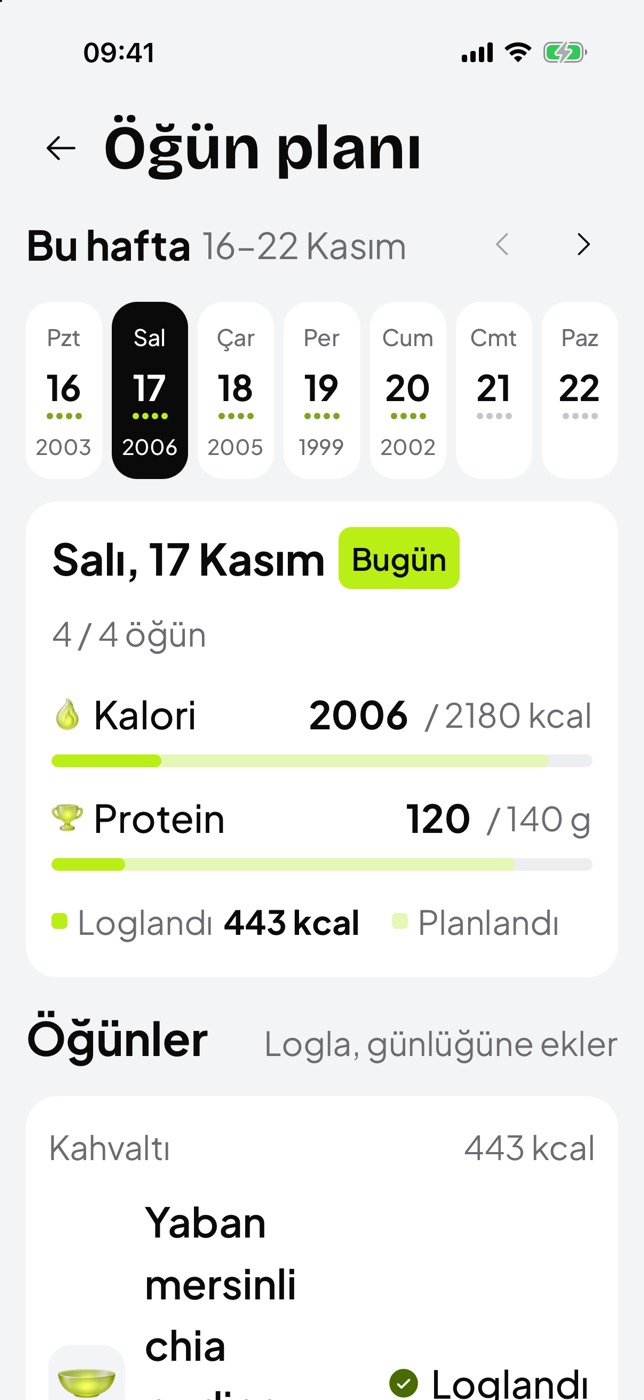 09:41
Öğün planı
Bu hafta 16–22 Kasım
Pzt Sal Çar Per Cum Cmt Paz
16 17 18 19 20 21 22
2003 2006 2005 1999 2002
Salı, 17 Kasım Bugün
4 / 4 öğün
Kalori 2006 / 2180 kcal
Protein 120 / 140 g
Loglandı 443 kcal Planlandı
Öğünler Logla, günlüğüne ekler
Kahvaltı 443 kcal
Yaban
mersinli
chia
Loglandı